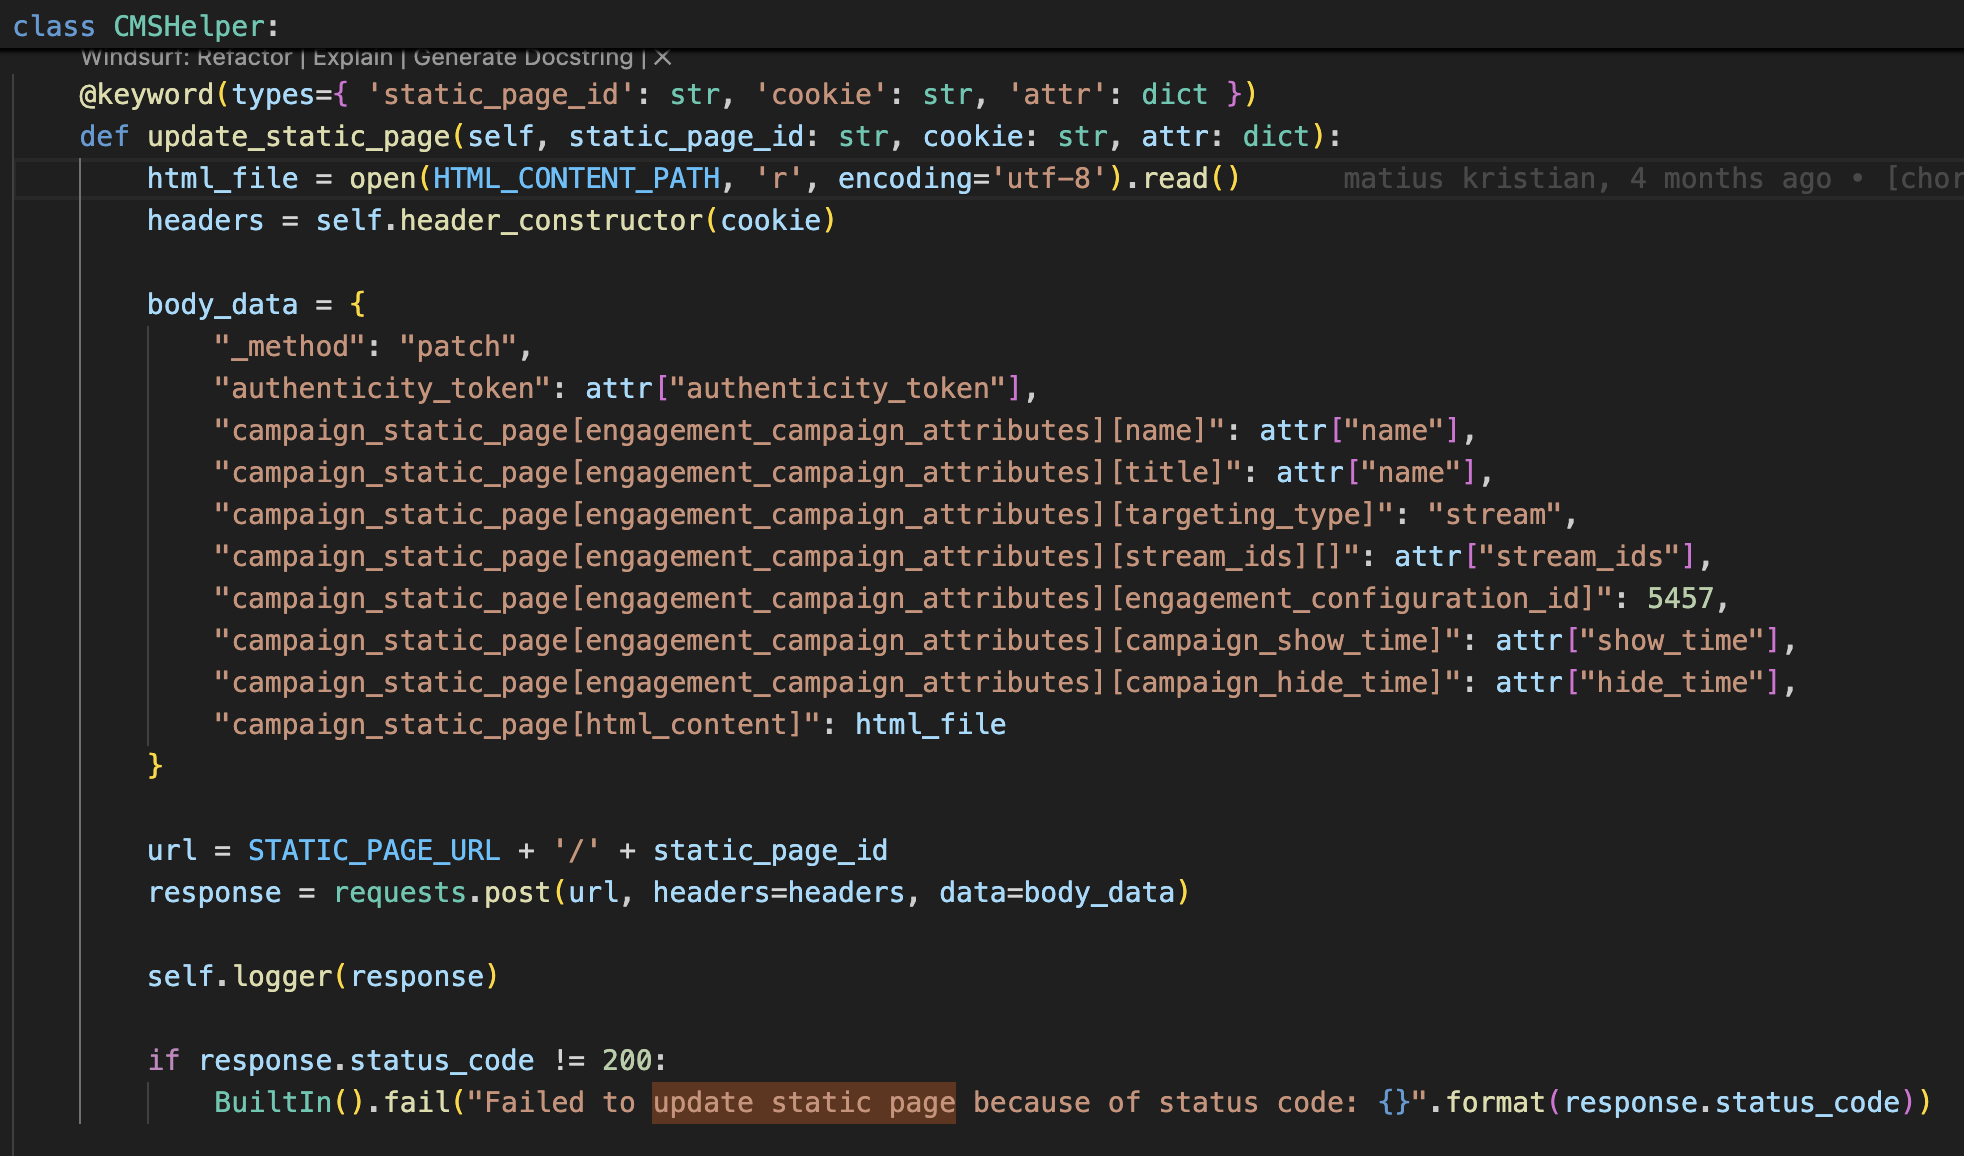 class CMSHelper:
Windsurf: Refactor | Explain | Generate Docstring | ×
@keyword(types={ 'static_page_id': str, 'cookie': str, 'attr': dict })
def update_static_page(self, static_page_id: str, cookie: str, attr: dict):
html_file = open(HTML_CONTENT_PATH, 'r', encoding='utf-8').read() matius kristian, 4 months ago • [chor
headers = self.header_constructor(cookie)
body_data = {
"_method": "patch",
"authenticity_token": attr["authenticity_token"],
"campaign_static_page[engagement_campaign_attributes][name]": attr["name"],
"campaign_static_page[engagement_campaign_attributes][title]": attr["name"],
"campaign_static_page[engagement_campaign_attributes][targeting_type]": "stream",
"campaign_static_page[engagement_campaign_attributes][stream_ids][]": attr["stream_ids"],
"campaign_static_page[engagement_campaign_attributes][engagement_configuration_id]": 5457,
"campaign_static_page[engagement_campaign_attributes][campaign_show_time]": attr["show_time"],
"campaign_static_page[engagement_campaign_attributes][campaign_hide_time]": attr["hide_time"],
"campaign_static_page[html_content]": html_file
}
url = STATIC_PAGE_URL + '/' + static_page_id
response = requests.post(url, headers=headers, data=body_data)
self.logger(response)
if response.status_code != 200:
BuiltIn().fail("Failed to update static page because of status code: {}".format(response.status_code))